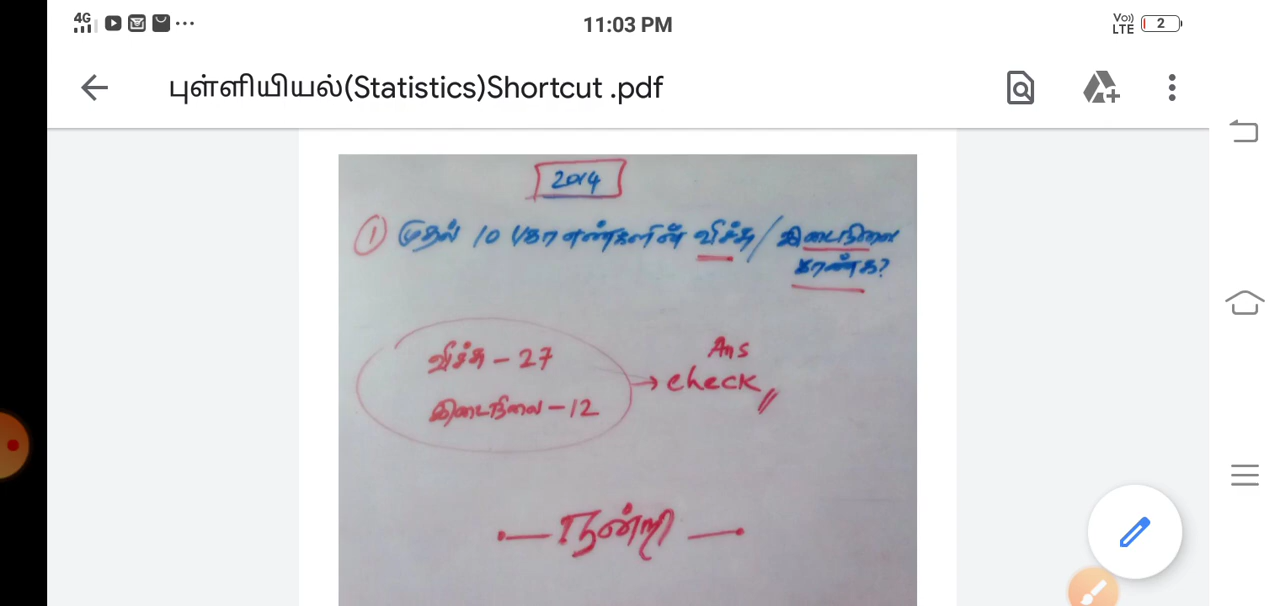 4G 11:03 PM Vo)) LTE 2
புள்ளியியல்(Statistics)Shortcut .pdf
2014
1 முதல் 10 பகா எண்களின் வீச்சு / இடைநிலை
காண்க?
வீச்சு - 27
இடைநிலை - 12
Ans
check
நன்றி